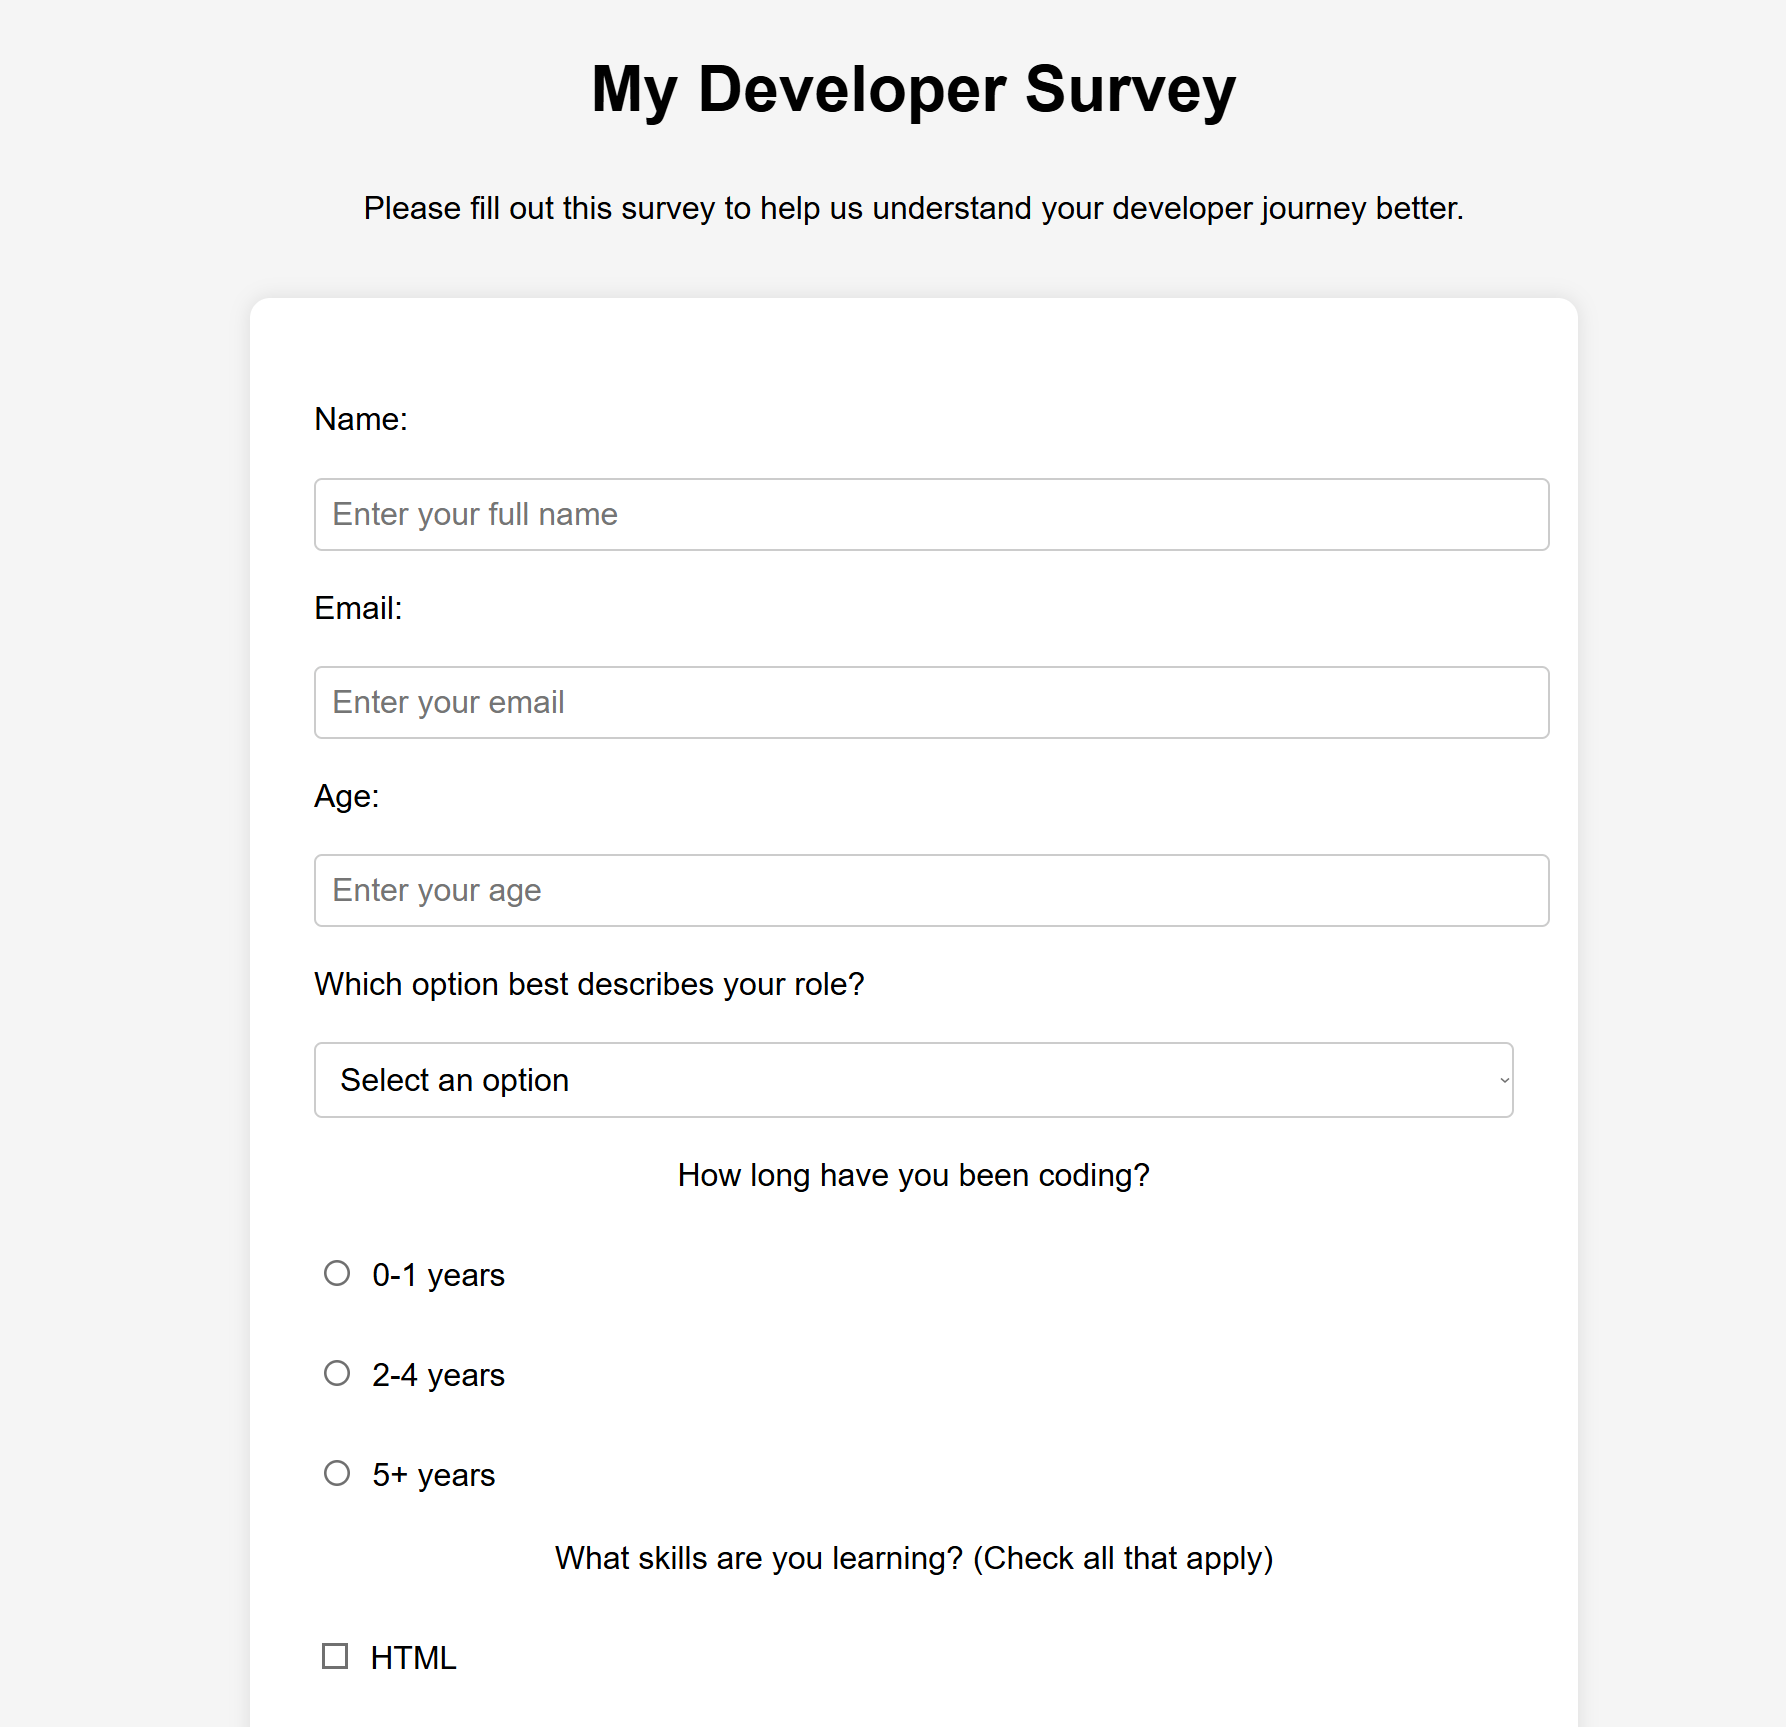 My Developer Survey
Please fill out this survey to help us understand your developer journey better.
Name:
Enter your full name
Email:
Enter your email
Age:
Enter your age
Which option best describes your role?
Select an option
How long have you been coding?
0-1 years
2-4 years
5+ years
What skills are you learning? (Check all that apply)
HTML